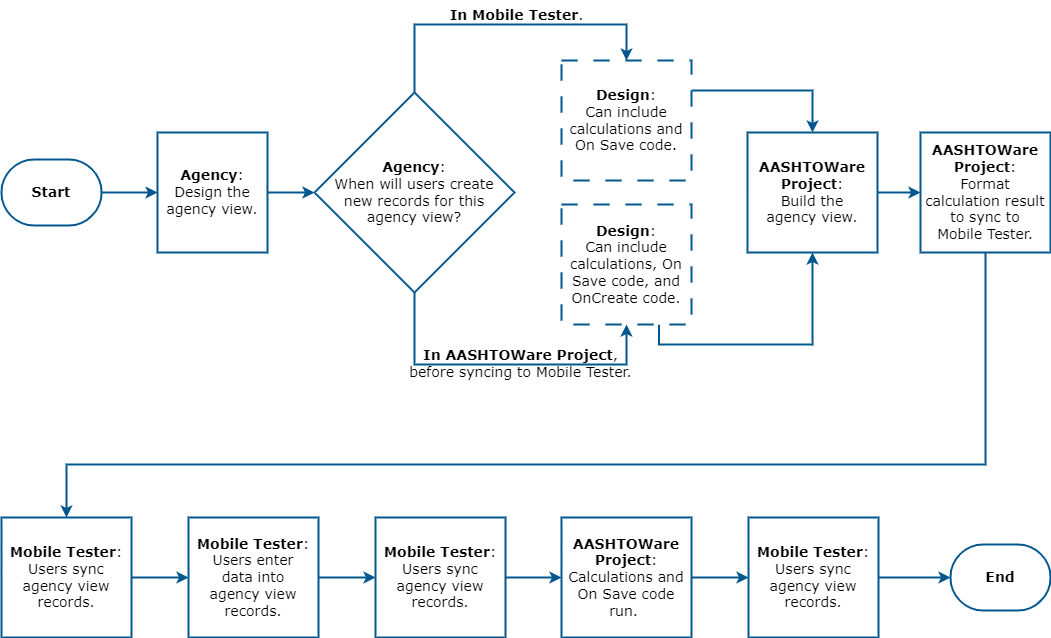 In Mobile Tester.
Start
Agency:
Design the
agency view.
Agency:
When will users create
new records for this
agency view?
Design:
Can include
calculations and
On Save code.
Design:
Can include
calculations, On
Save code, and
OnCreate code.
In AASHTOWare Project,
before syncing to Mobile Tester.
AASHTOWare
Project:
Build the
agency view.
AASHTOWare
Project:
Format
calculation result
to sync to
Mobile Tester.
Mobile Tester:
Users sync
agency view
records.
Mobile Tester:
Users enter
data into
agency view
records.
Mobile Tester:
Users sync
agency view
records.
AASHTOWare
Project:
Calculations and
On Save code
run.
Mobile Tester:
Users sync
agency view
records.
End